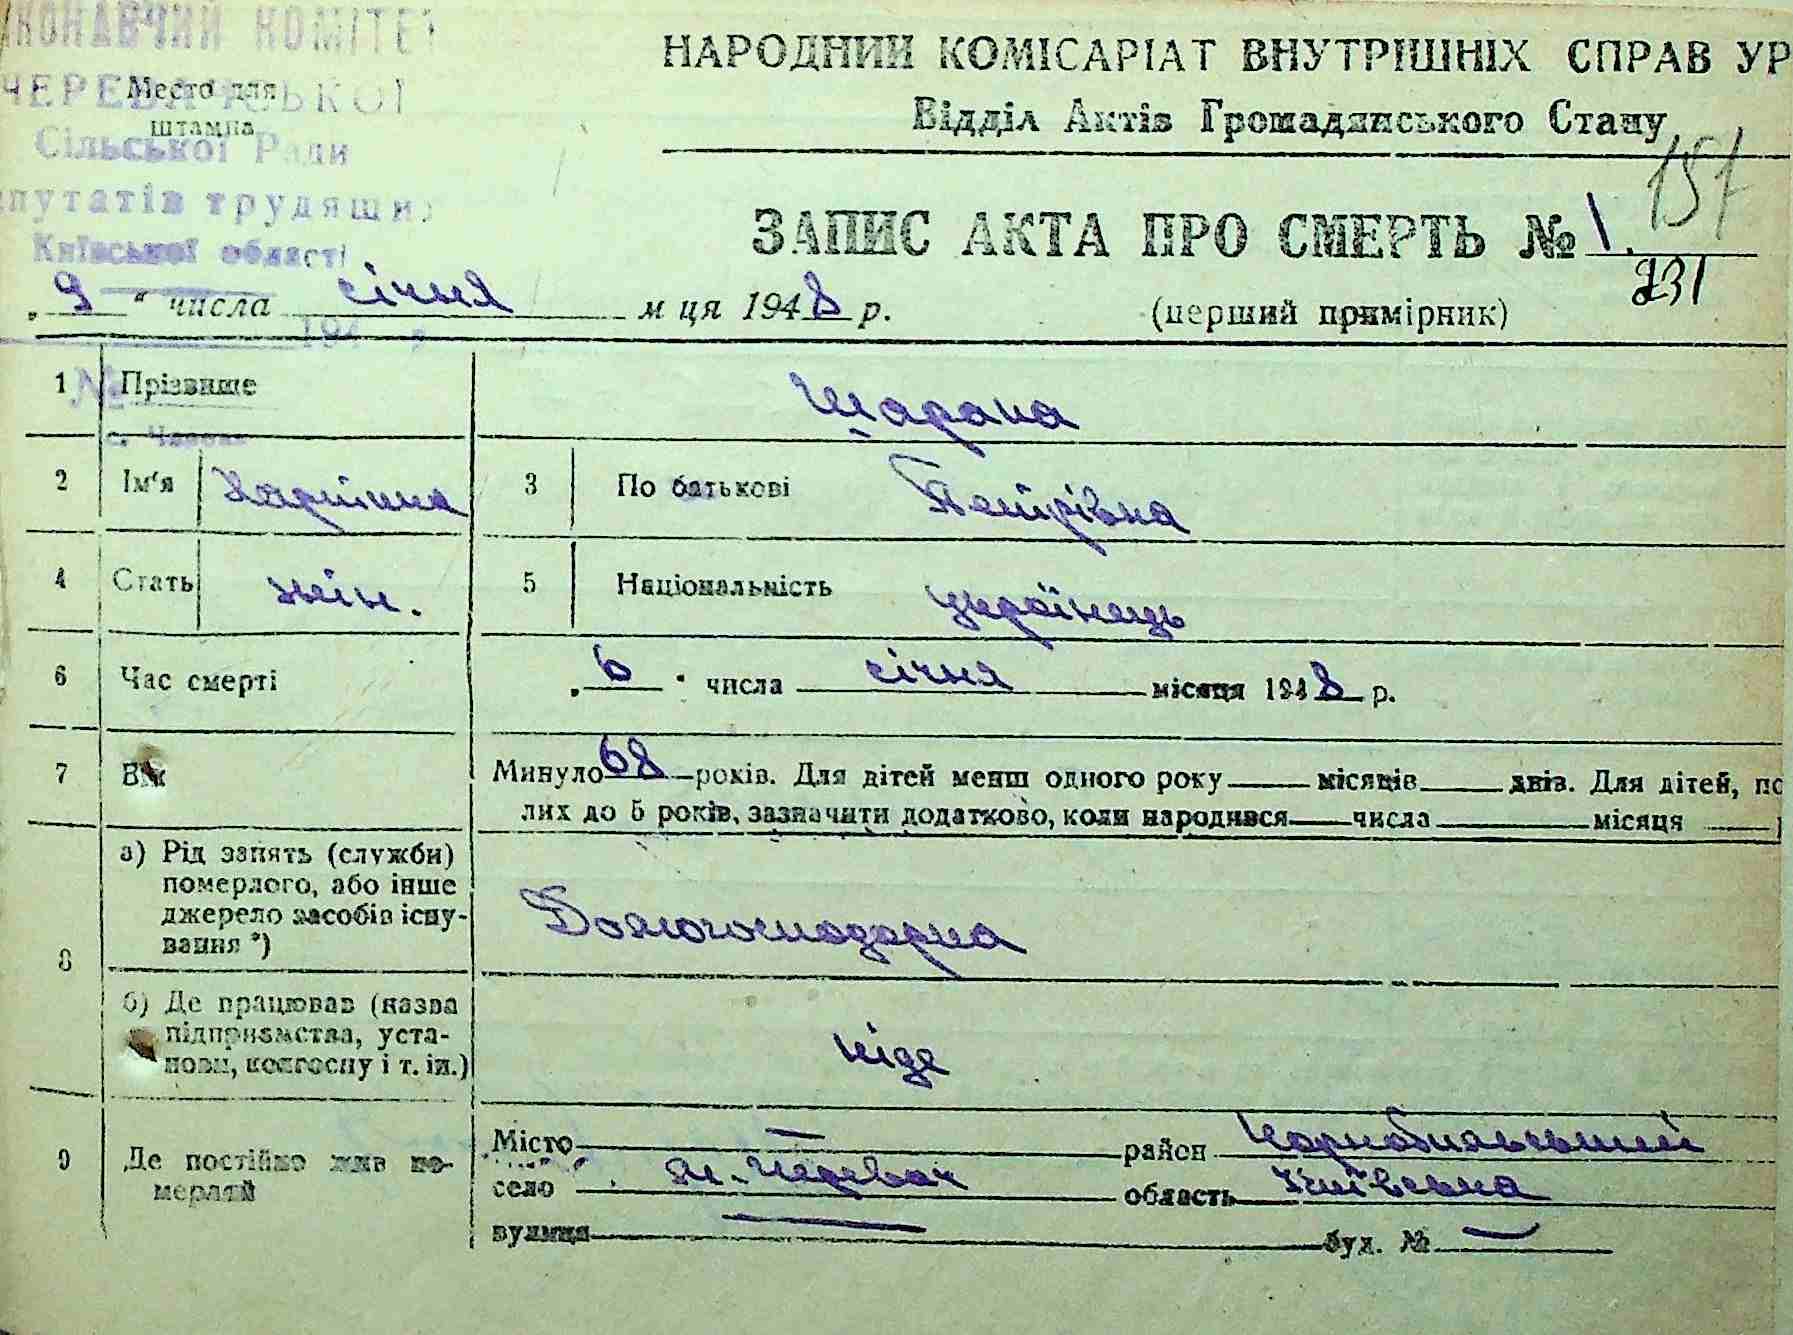 ИКОНАВЧИЙ КОМІТЕТ
Место для
штампа
Сільської Ради
путатів трудящих
Київської області
194 р
№
НАРОДНИЙ КОМІСАРІАТ ВНУТРІШНІХ СПРАВ УР
Відділ Актів Громадянського Стану
157
ЗАПИС АКТА ПРО СМЕРТЬ № 1.
231
„ 9 “ числа січня м ця 1948 р.
(перший примірник)
1 Прізвище Шарапа
2 Ім'я 3 По батькові Петрівна
4 Стать жін. 5 Національність українець
6 Час смерті „ 6 " числа січня місяця 1948 р.
7 Вік Минуло 68 років. Для дітей менш одного року місяців днів. Для дітей, по
лих до 5 років, зазначити додатково, коли народився числа місяця
8 а) Рід занять (служби)
померлого, або інше
джерело засобів існу-
вання *)
Домогосподарка
б) Де працював (назва
підприємства, уста-
нови, колгоспу і т. ін.)
ніде
9 Де постійно жив по-
мерлий
Місто — район Чорнобильський
село м. Черевач область Київська
вулиця — буд. № —